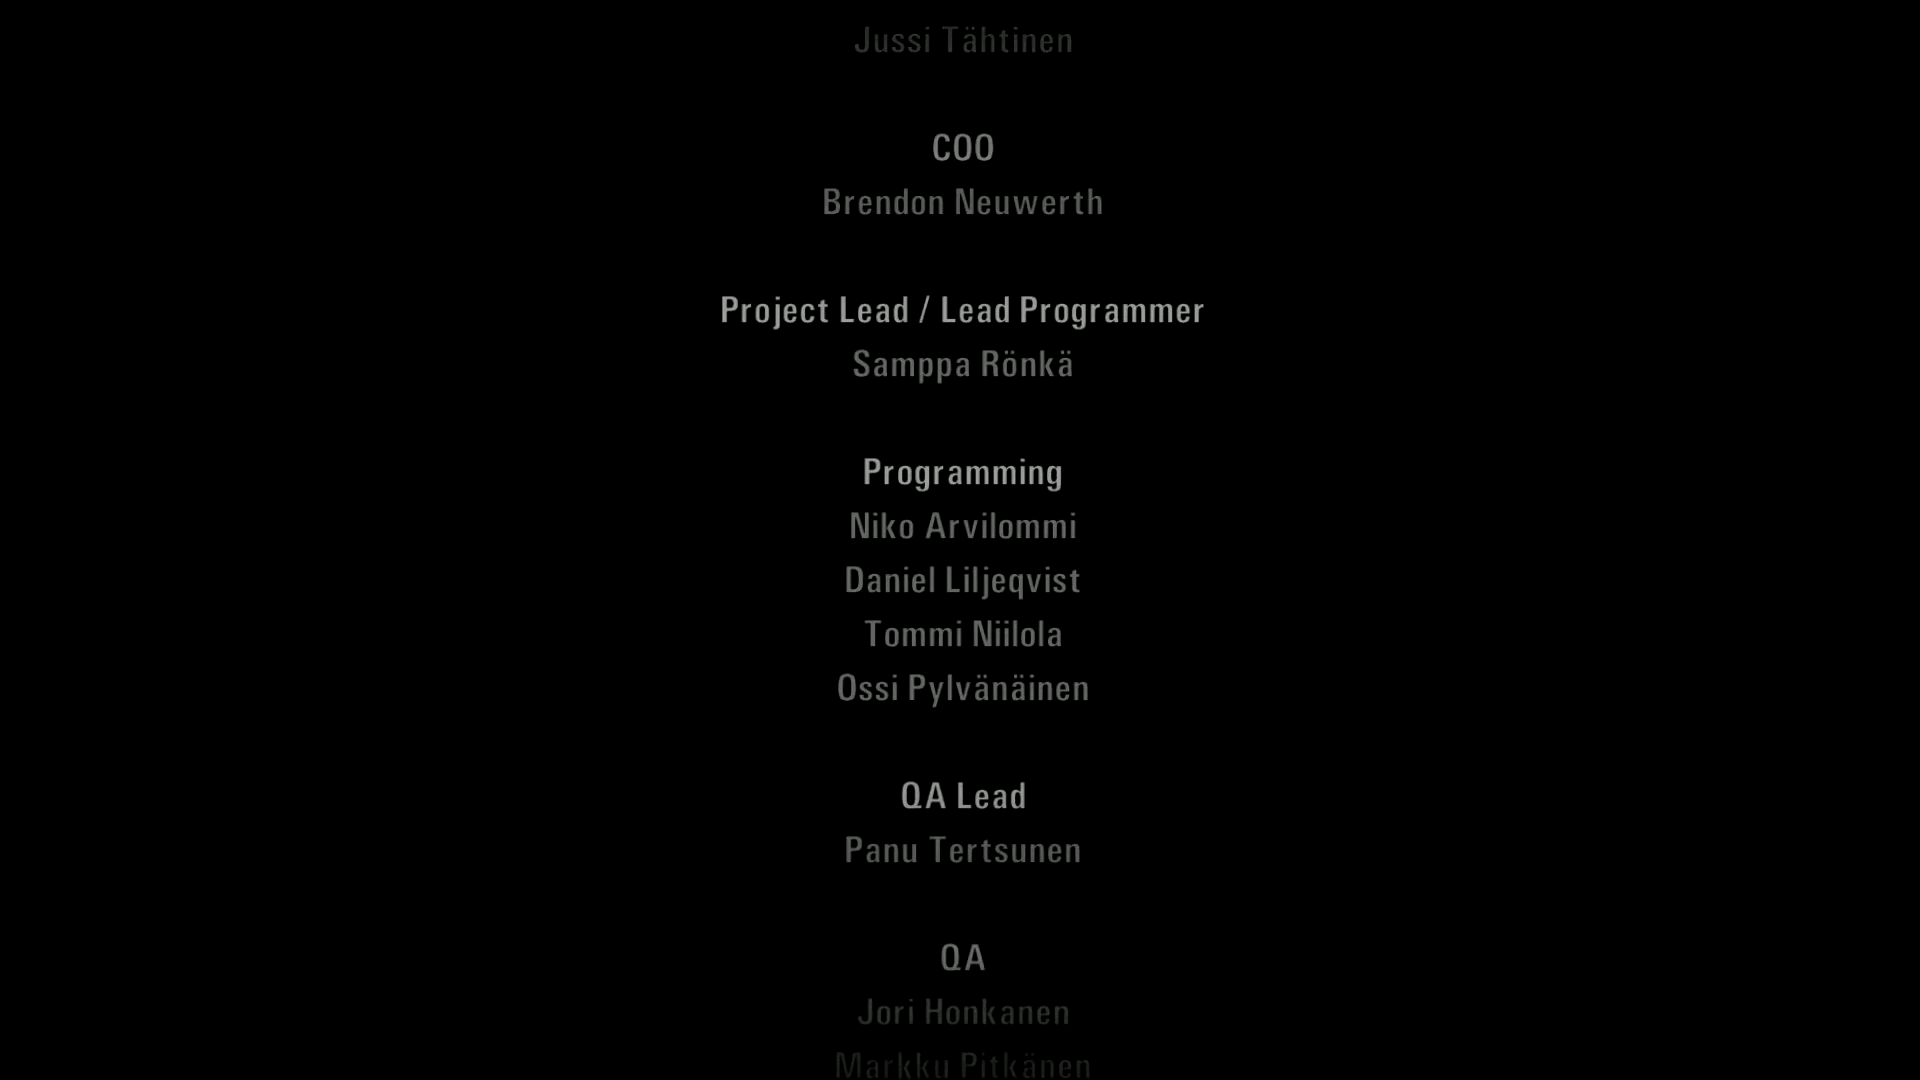 Jussi Tähtinen
COO
Brendon Neuwerth
Project Lead / Lead Programmer
Samppa Rönkä
Programming
Niko Arvilommi
Daniel Liljeqvist
Tommi Niilola
Ossi Pylvänäinen
QA Lead
Panu Tertsunen
QA
Jori Honkanen
Markku Pitkänen